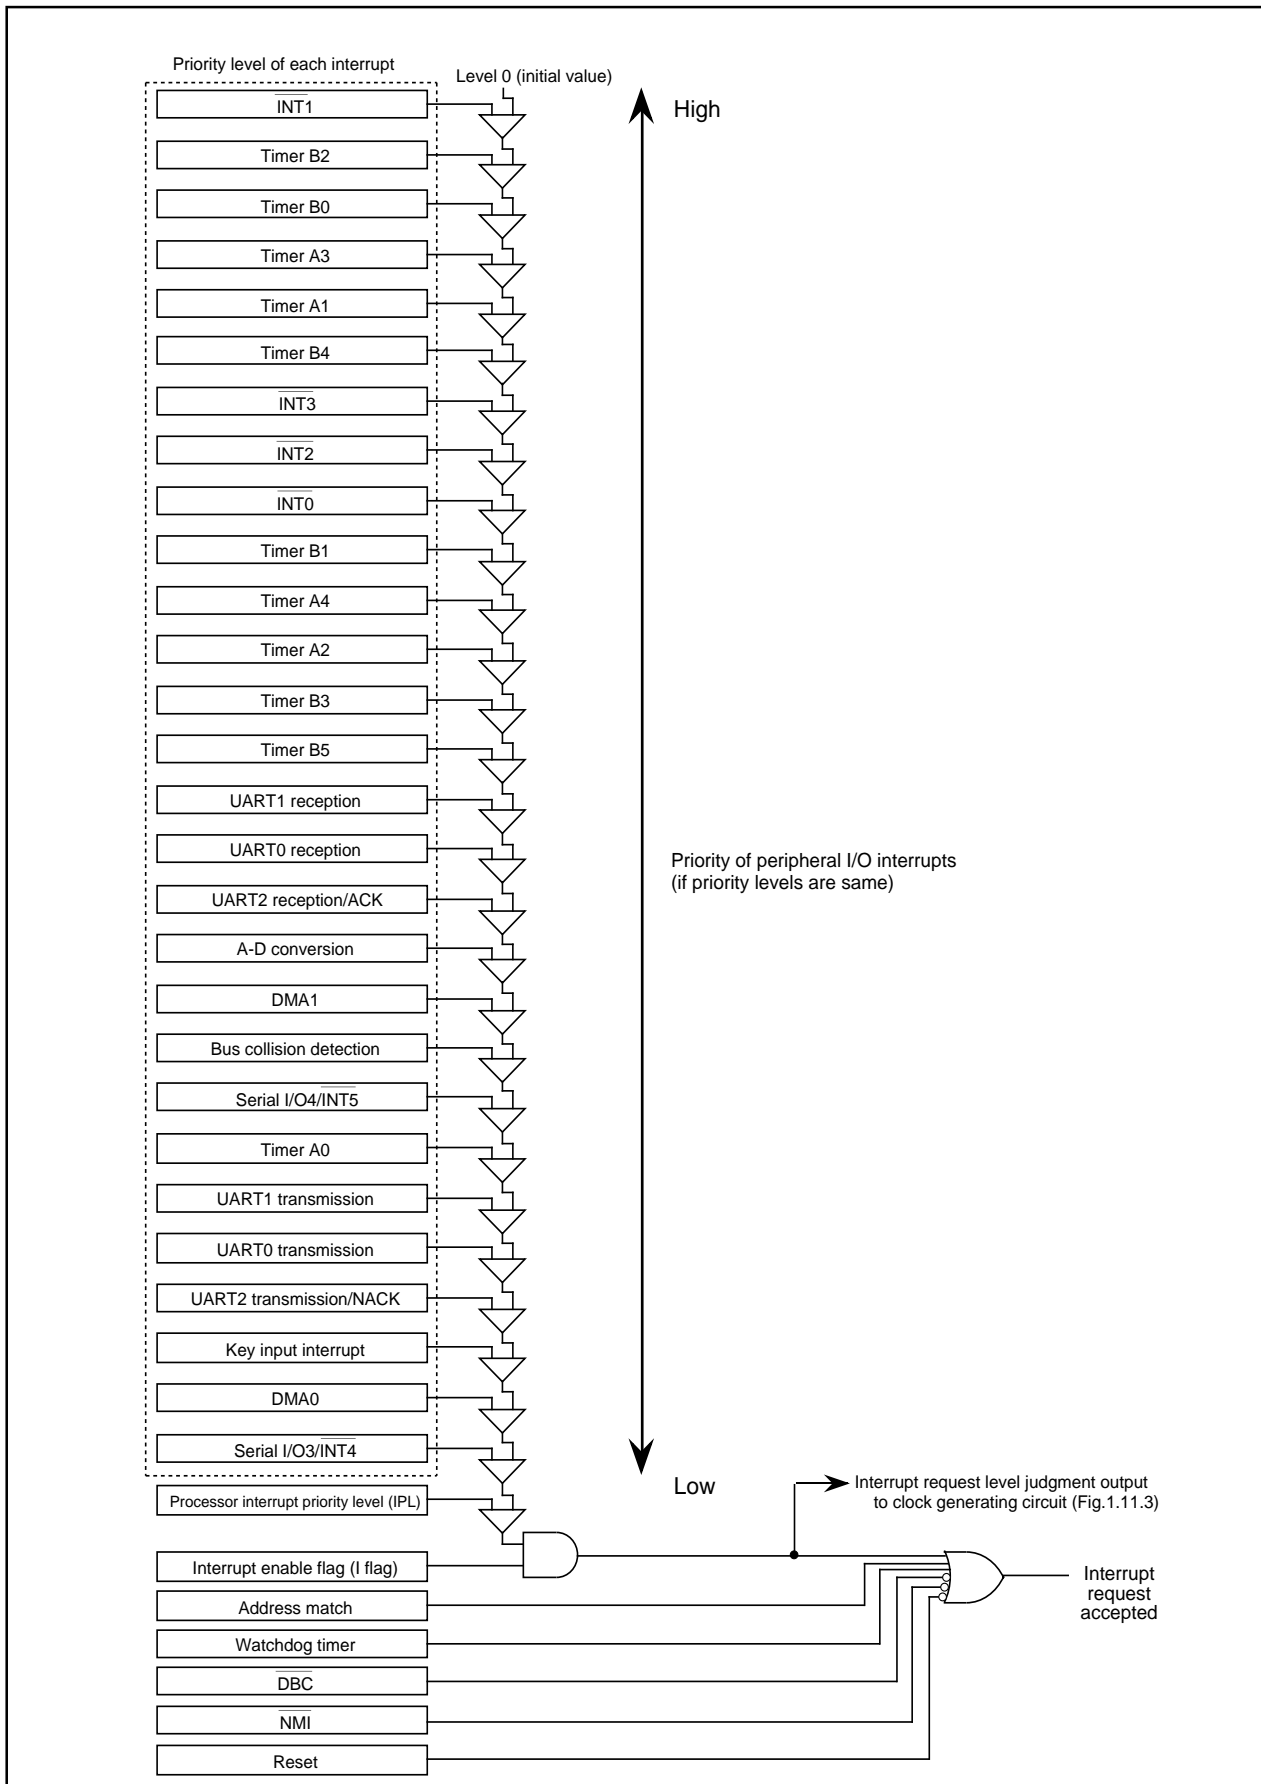 Priority level of each interrupt
Level 0 (initial value)
INT1
High
Timer B2
Timer B0
Timer A3
Timer A1
Timer B4
INT3
INT2
INT0
Timer B1
Timer A4
Timer A2
Timer B3
Timer B5
UART1 reception
UART0 reception
Priority of peripheral I/O interrupts
(if priority levels are same)
UART2 reception/ACK
A-D conversion
DMA1
Bus collision detection
Serial I/O4/INT5
Timer A0
UART1 transmission
UART0 transmission
UART2 transmission/NACK
Key input interrupt
DMA0
Serial I/O3/INT4
Low
Interrupt request level judgment output
to clock generating circuit (Fig.1.11.3)
Processor interrupt priority level (IPL)
Interrupt enable flag (I flag)
Interrupt
request
accepted
Address match
Watchdog timer
DBC
NMI
Reset